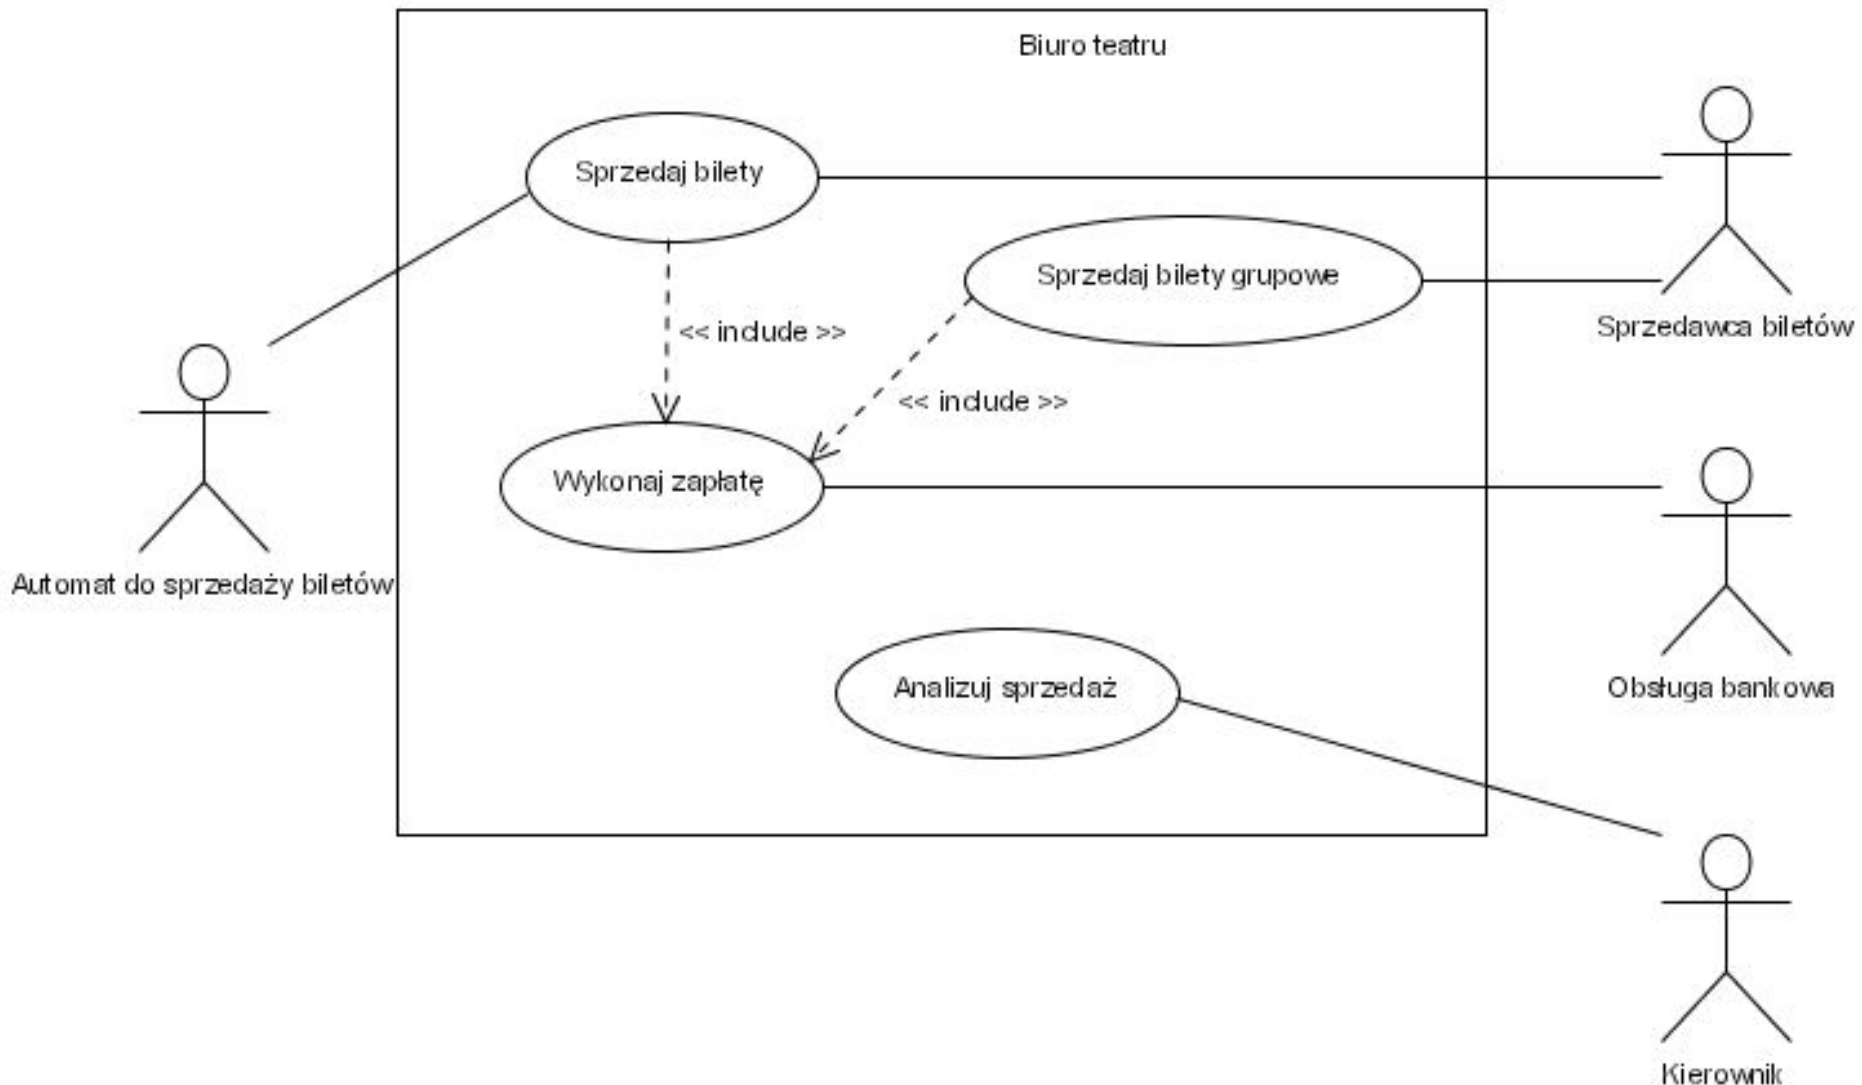 Biuro teatru
Sprzedaj bilety
Sprzedaj bilety grupowe
<< include >>
Sprzedawca biletów
<< include >>
Wykonaj zapłatę
Automat do sprzedaży biletów
Analizuj sprzedaż
Obsługa bankowa
Kierownik